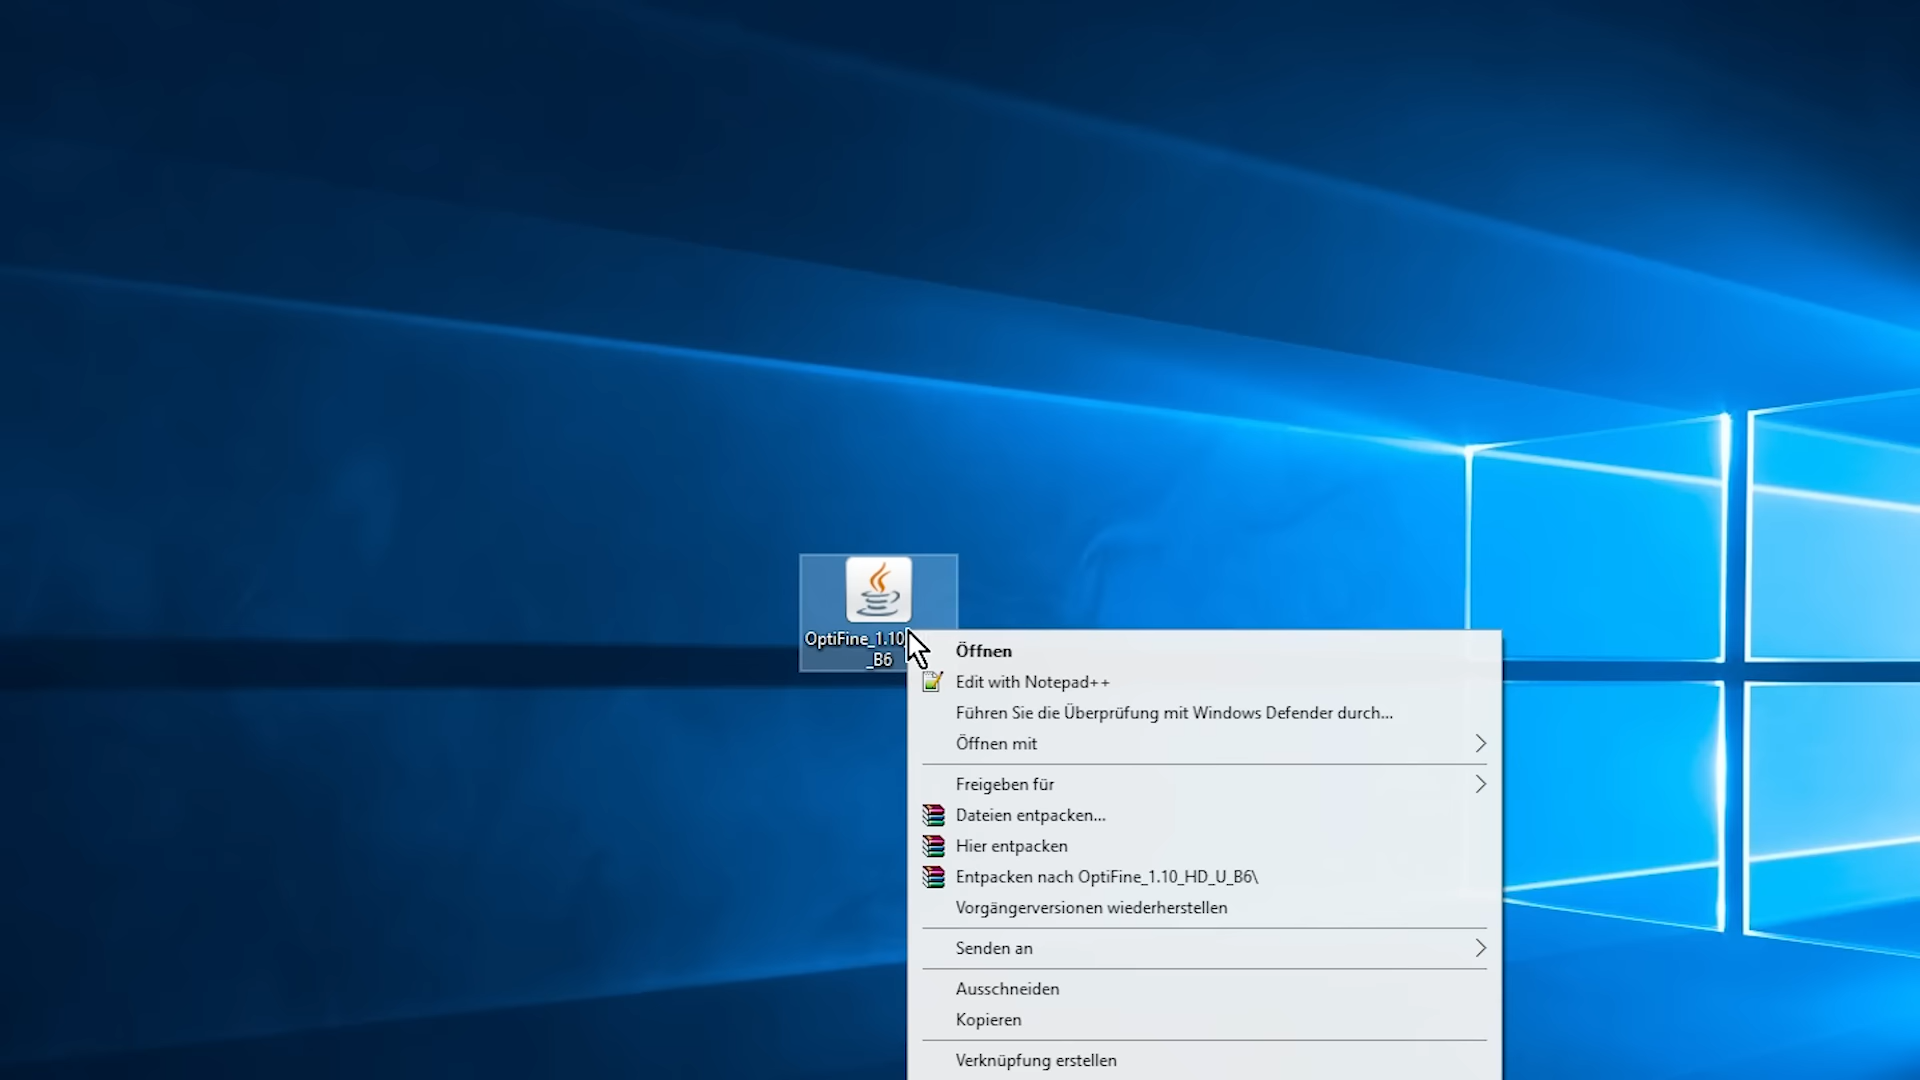 OptiFine_1.10
_B6
Öffnen
Edit with Notepad++
Führen Sie die Überprüfung mit Windows Defender durch...
Öffnen mit
Freigeben für
Dateien entpacken...
Hier entpacken
Entpacken nach OptiFine_1.10_HD_U_B6\
Vorgängerversionen wiederherstellen
Senden an
Ausschneiden
Kopieren
Verknüpfung erstellen